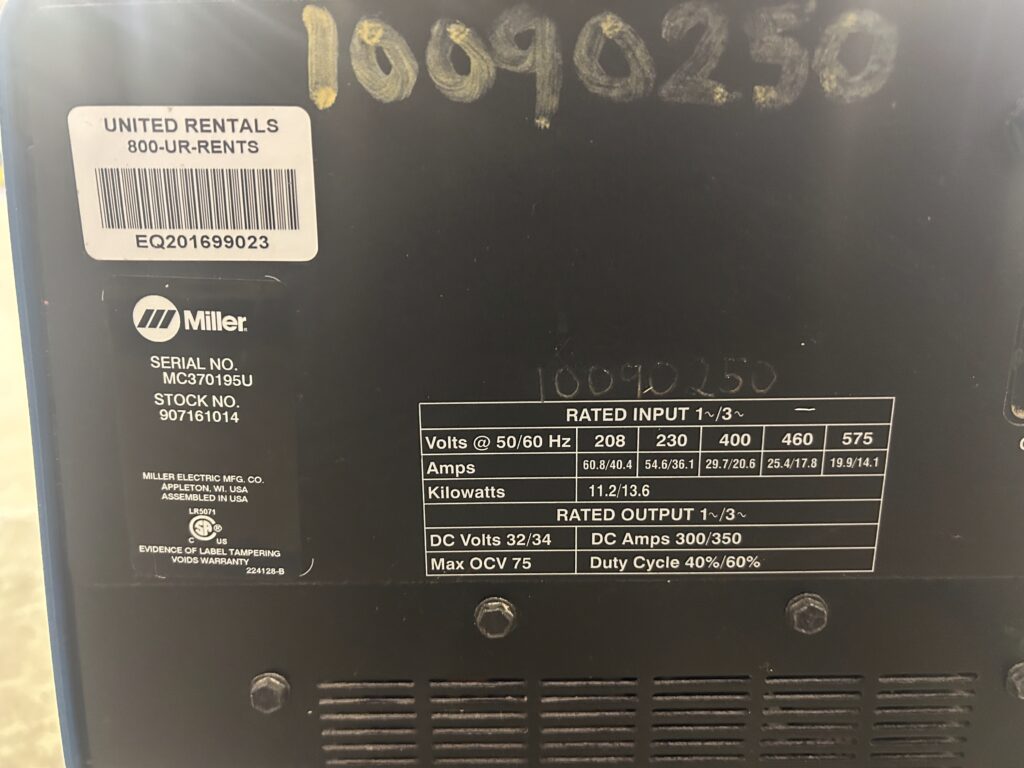 10090250
UNITED RENTALS
800-UR-RENTS
EQ201699023
Miller
SERIAL NO.
MC370195U
STOCK NO.
907161014
MILLER ELECTRIC MFG. CO.
APPLETON, WI. USA
ASSEMBLED IN USA
LR5071
C US
EVIDENCE OF LABEL TAMPERING
VOIDS WARRANTY
224128-B
10090250
RATED INPUT 1~/3~
Volts @ 50/60 Hz 208 230 400 460 575
Amps 60.8/40.4 54.6/36.1 29.7/20.6 25.4/17.8 19.9/14.1
Kilowatts 11.2/13.6
RATED OUTPUT 1~/3~
DC Volts 32/34 DC Amps 300/350
Max OCV 75 Duty Cycle 40%/60%